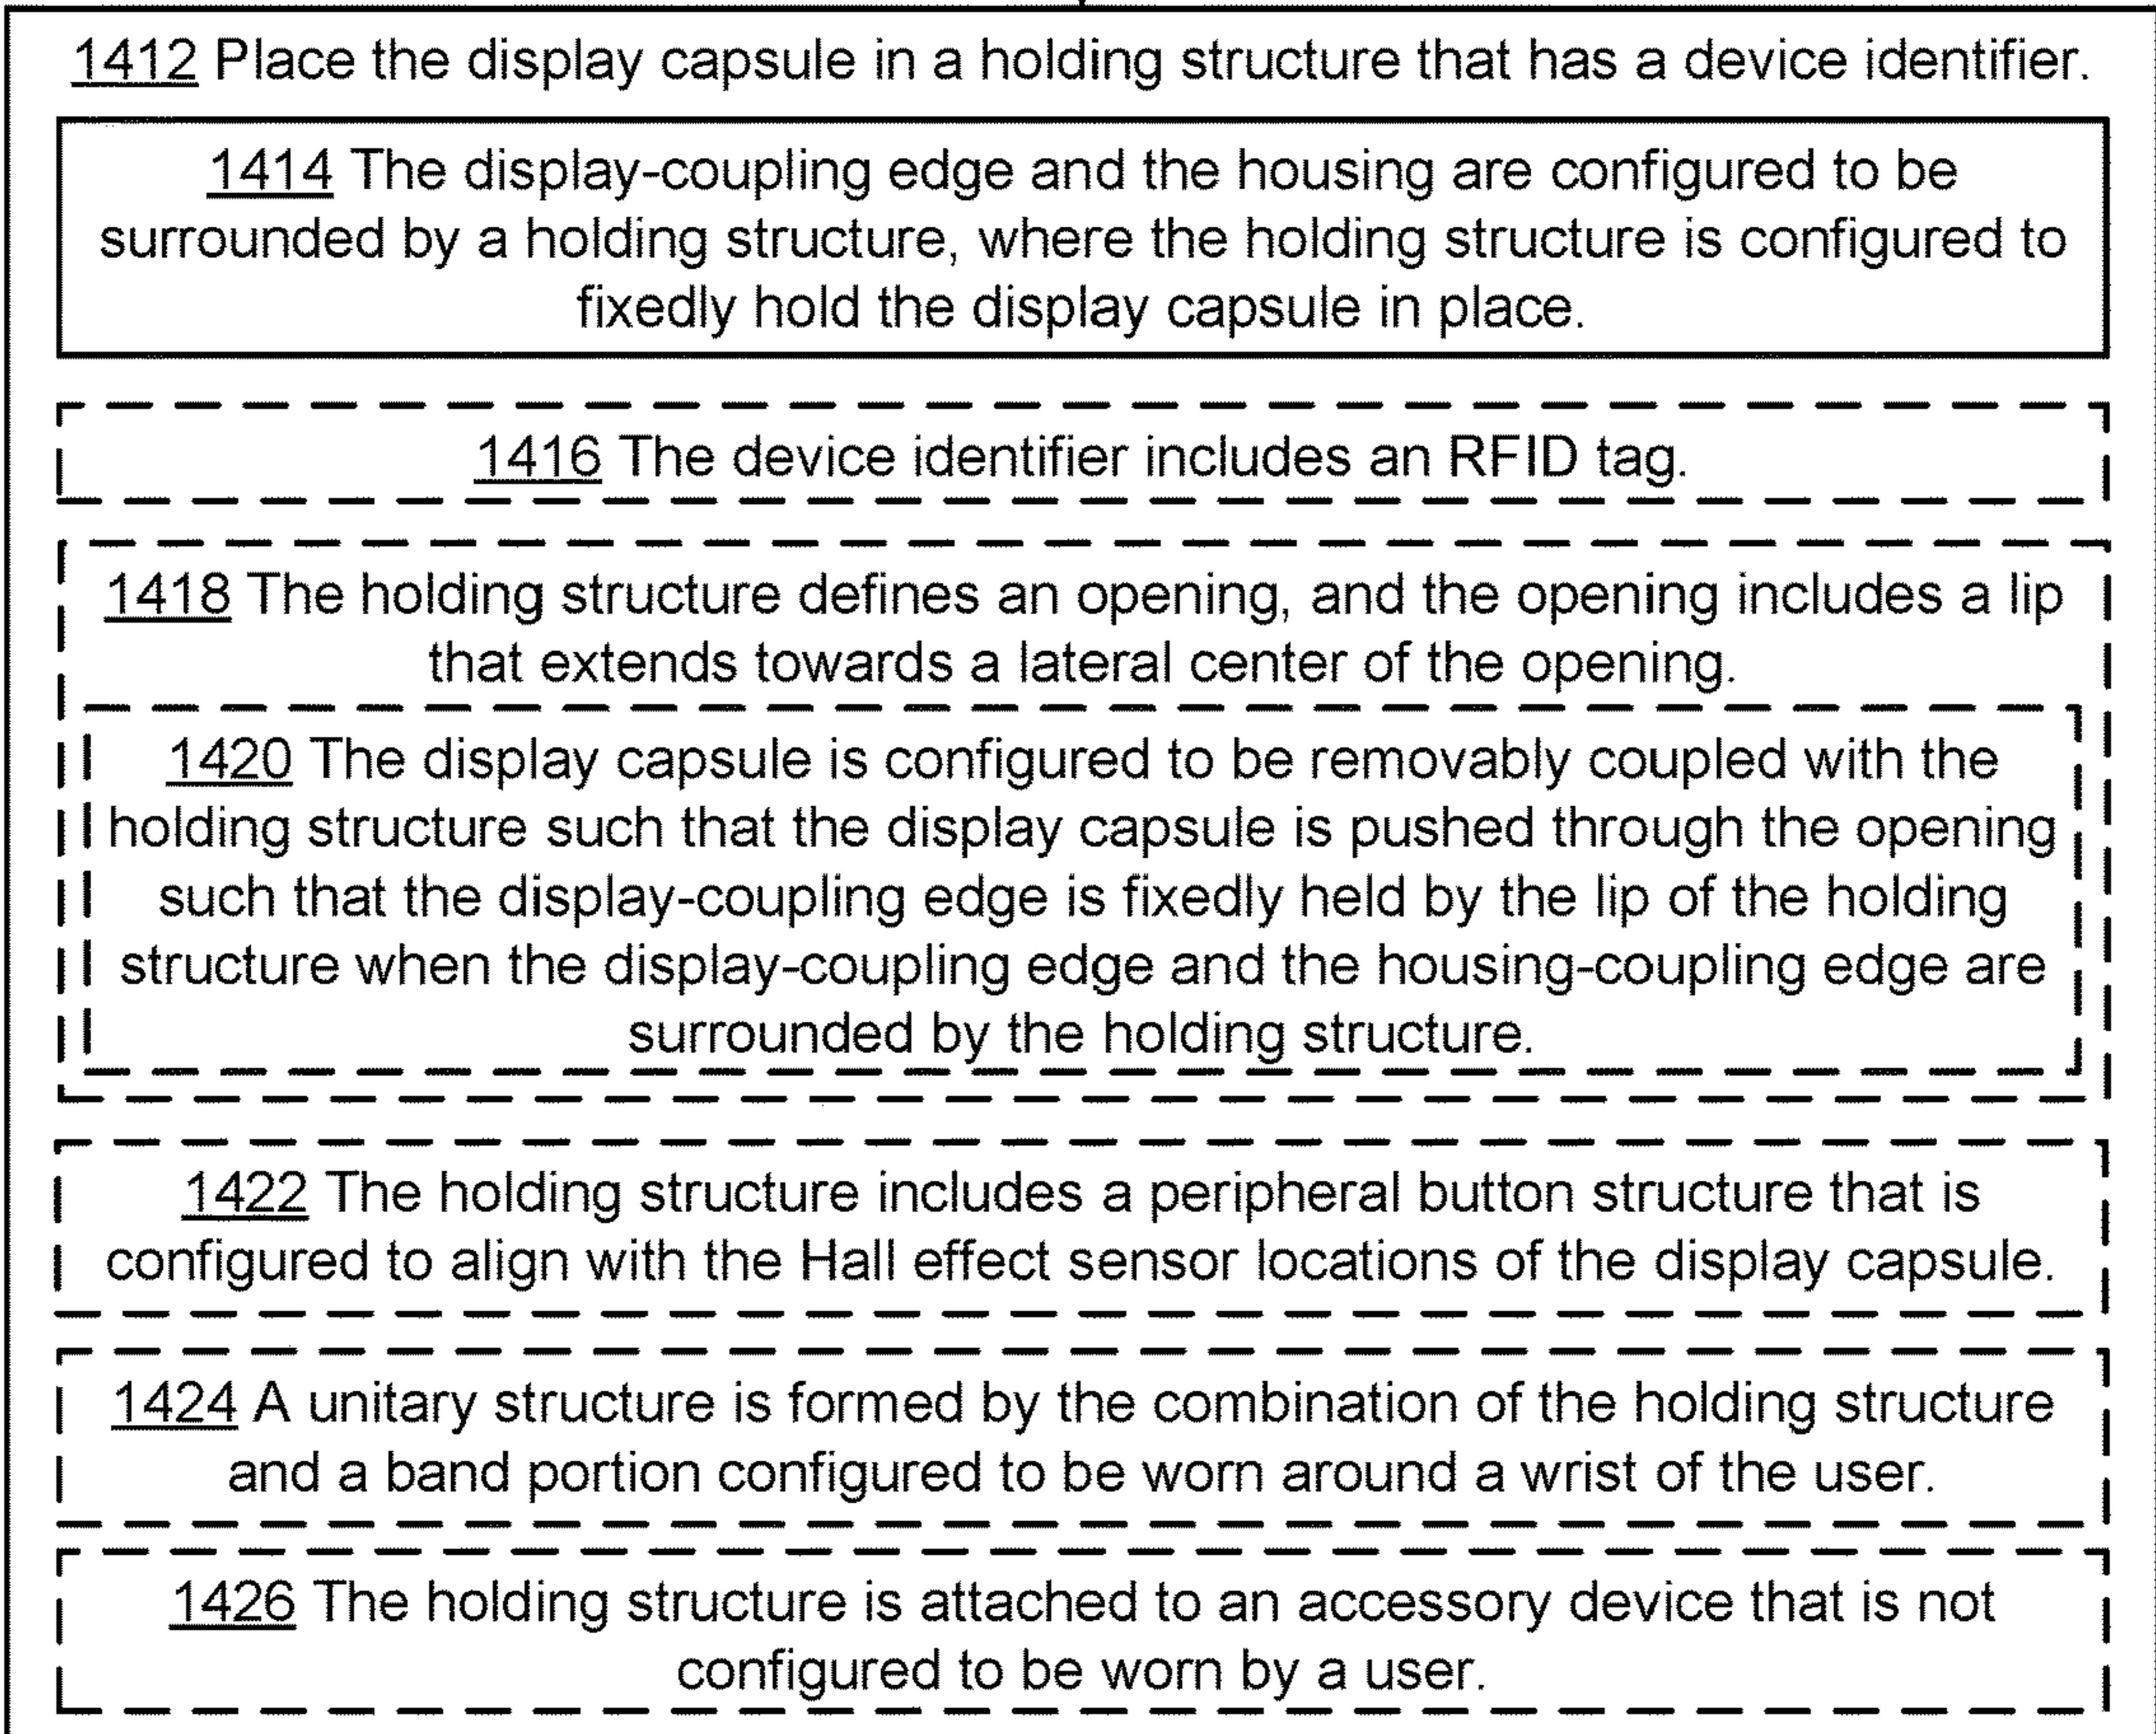 1412 Place the display capsule in a holding structure that has a device identifier.
1414 The display-coupling edge and the housing are configured to be
surrounded by a holding structure, where the holding structure is configured to
fixedly hold the display capsule in place.
1416 The device identifier includes an RFID tag.
1418 The holding structure defines an opening, and the opening includes a lip
that extends towards a lateral center of the opening.
1420 The display capsule is configured to be removably coupled with the
holding structure such that the display capsule is pushed through the opening
such that the display-coupling edge is fixedly held by the lip of the holding
structure when the display-coupling edge and the housing-coupling edge are
surrounded by the holding structure.
1422 The holding structure includes a peripheral button structure that is
configured to align with the Hall effect sensor locations of the display capsule.
1424 A unitary structure is formed by the combination of the holding structure
and a band portion configured to be worn around a wrist of the user.
1426 The holding structure is attached to an accessory device that is not
configured to be worn by a user.